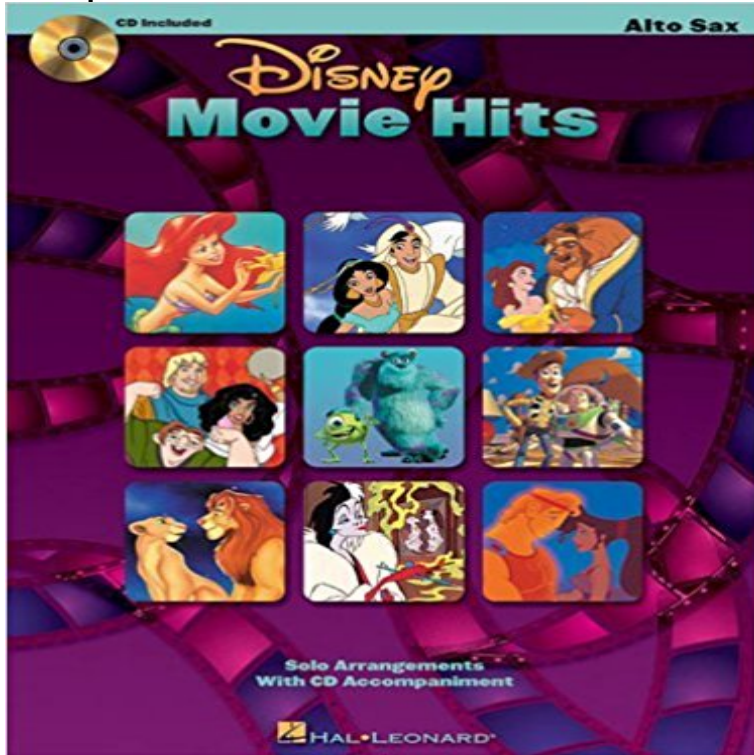 CD Included
Alto Sax
Disney
Movie Hits
Solo Arrangements
With CD Accompaniment
HAL•LEONARD®